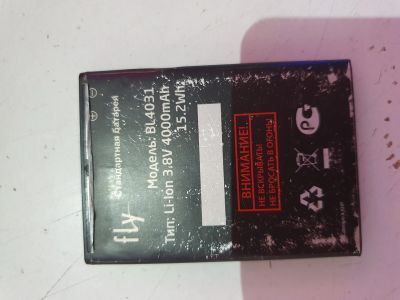 fly
Стандартная батарея
Модель: BL4031
Тип: Li-Ion 3.8V 4000mAh
15.2Wh
ВНИМАНИЕ!
НЕ ВСКРЫВАТЬ!
НЕ БРОСАТЬ В ОГОНЬ!